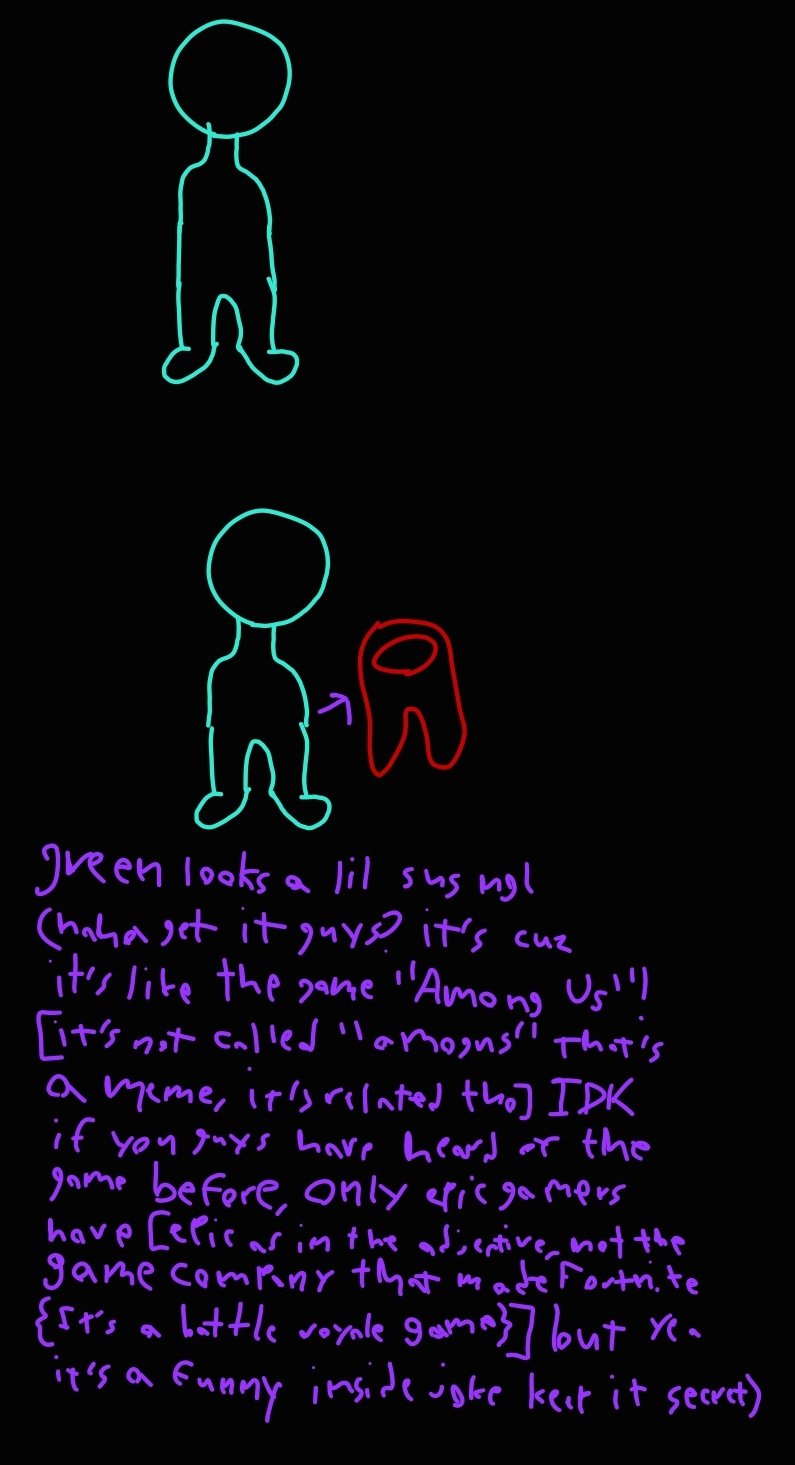 green looks a lil sus ngl
(haha get it guys? it's cuz
it's like the game "Among Us"!
[it's not called "amogus" that's
a meme, it's related tho] IDK
if you guys have heard of the
game before, only epic gamers
have [epic as in the adjective, not the
game company that made Fortnite
{It's a battle royale game}] but yea
it's a funny inside joke keep it secret)